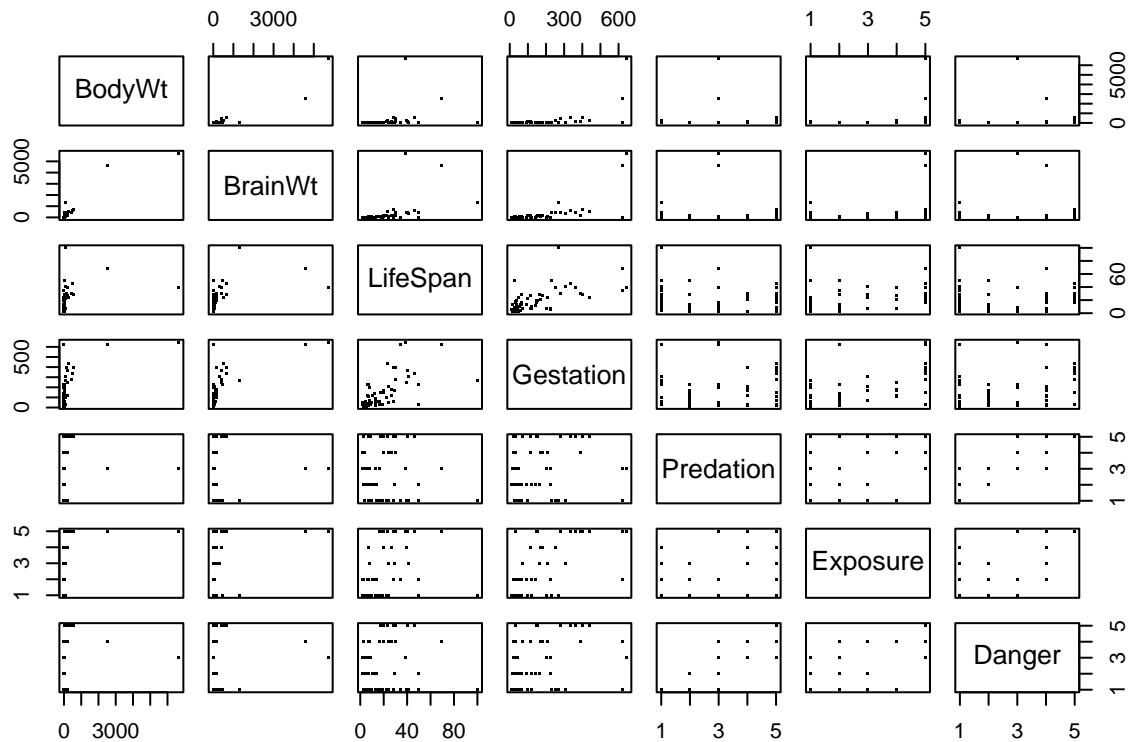 0 3000 0 300 600 1 3 5
BodyWt 0 5000
0 5000 BrainWt
LifeSpan 0 60
0 500 Gestation
Predation 1 3 5
1 3 5 Exposure
Danger 1 3 5
0 3000 0 40 80 1 3 5 1 3 5